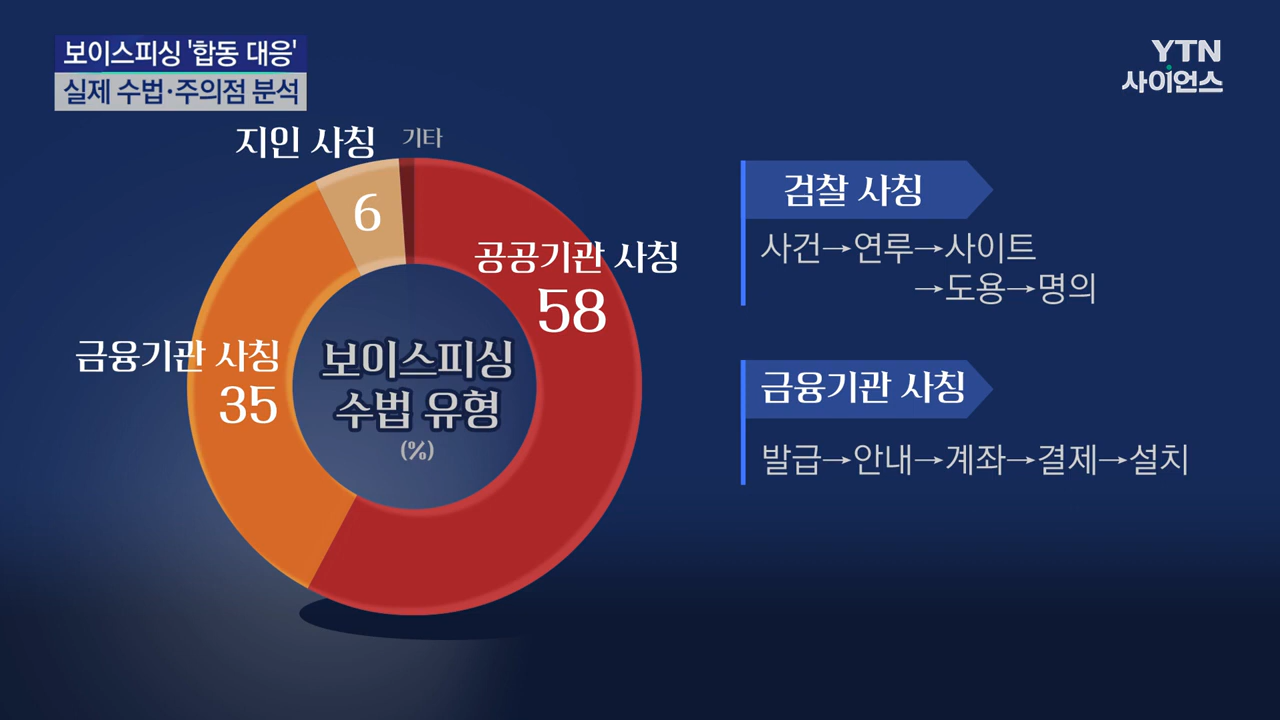 보이스피싱 '합동 대응'
실제 수법·주의점 분석
YTN
사이언스
지인 사칭
기타
6
공공기관 사칭
58
금융기관 사칭
35
보이스피싱
수법 유형
(%)
검찰 사칭
사건→연루→사이트
→도용→명의
금융기관 사칭
발급→안내→계좌→결제→설치